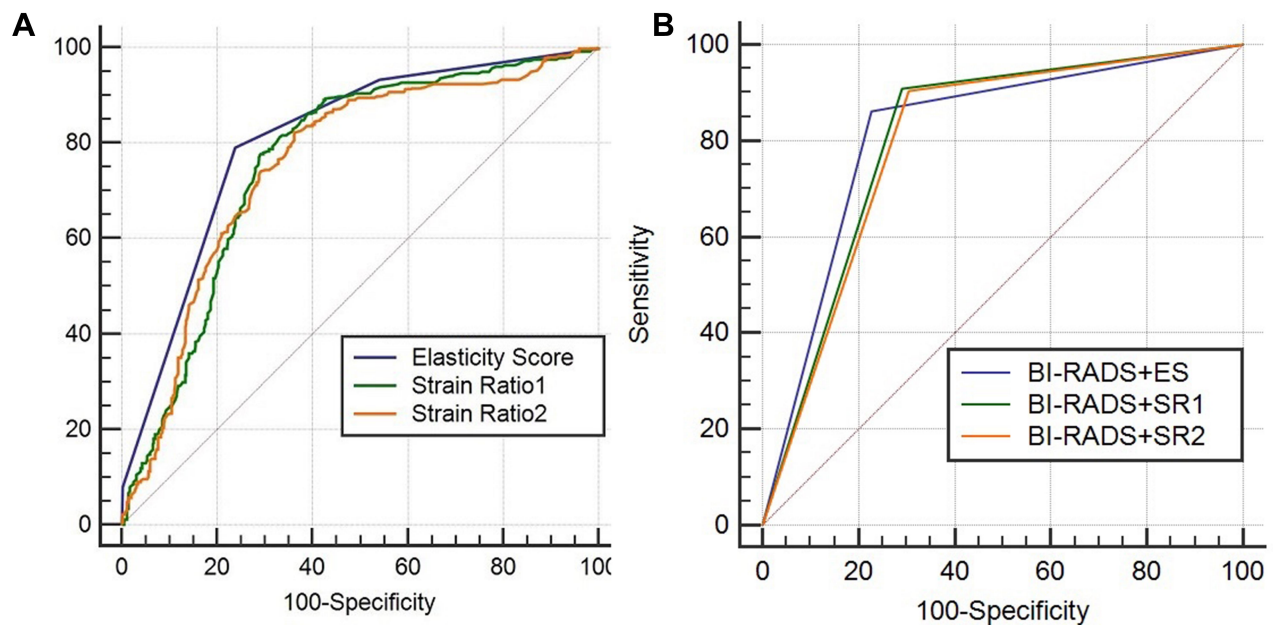 A
100
80
60
40
20
0
0 20 40 60 80 100
100-Specificity
Elasticity Score
Strain Ratio1
Strain Ratio2
B
Sensitivity
100
80
60
40
20
0
0 20 40 60 80 100
100-Specificity
BI-RADS+ES
BI-RADS+SR1
BI-RADS+SR2